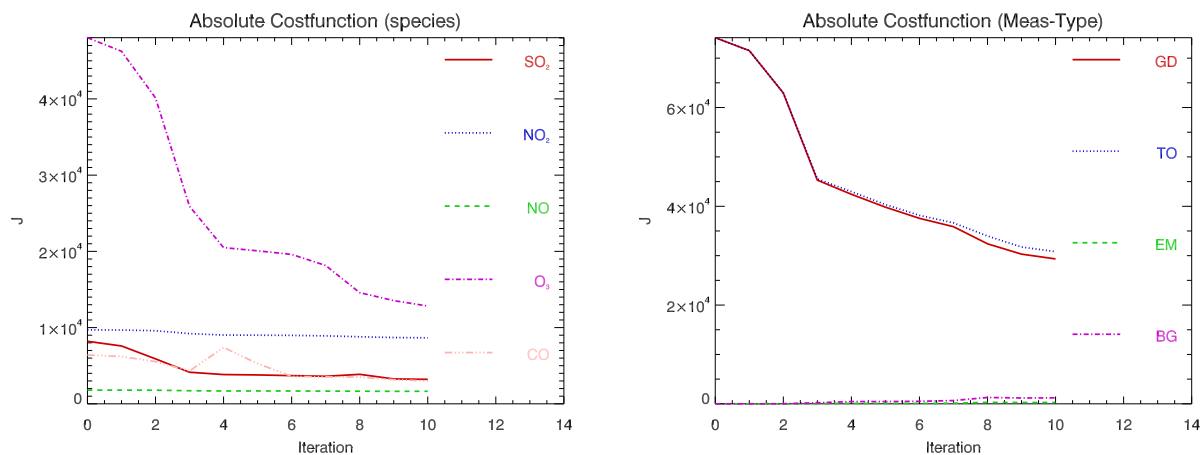 Absolute Costfunction (species)
4×10⁴
3×10⁴
2×10⁴
1×10⁴
0
J
0 2 4 6 8 10 12 14
Iteration
SO₂
NO₂
NO
O₃
CO
Absolute Costfunction (Meas-Type)
6×10⁴
4×10⁴
2×10⁴
0
J
0 2 4 6 8 10 12 14
Iteration
GD
TO
EM
BG